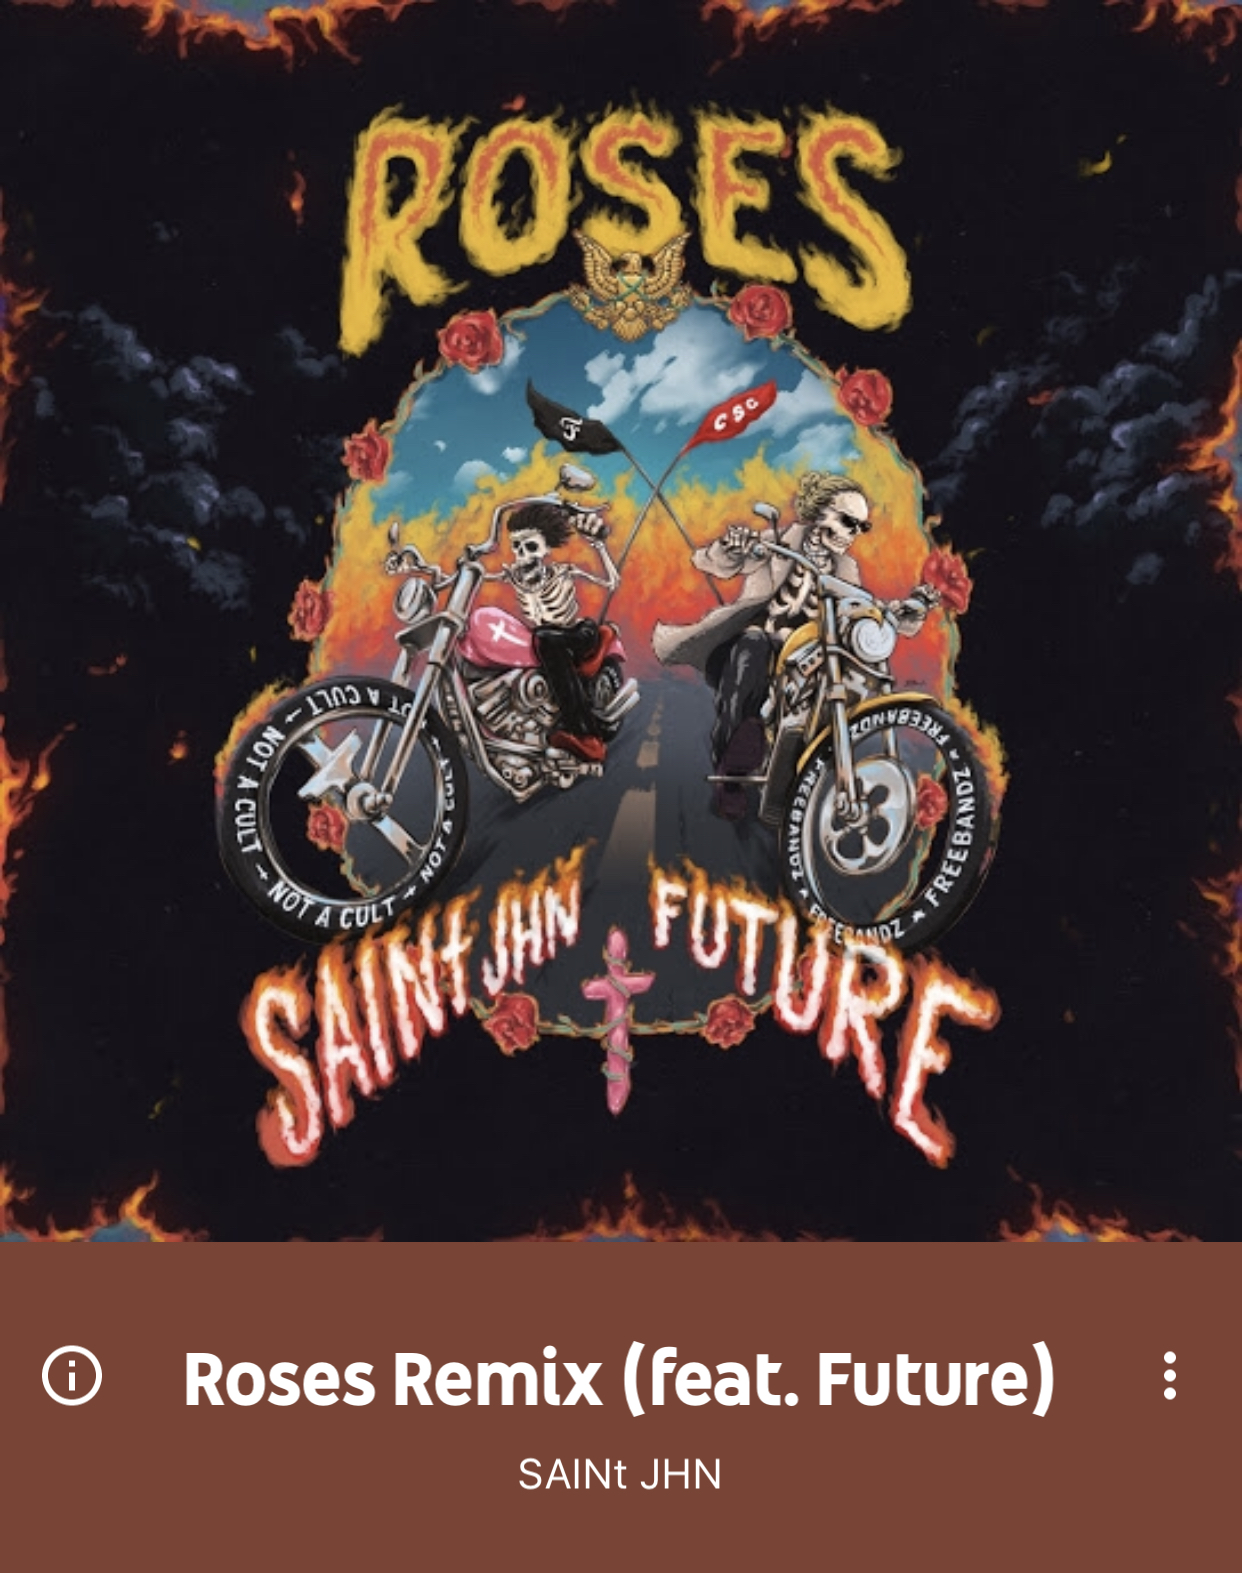 ROSES
F
CSG
NOT A CULT → NOT A CULT → NOT A CULT → NOT A CULT
FREEBANDZ ★ FREEBANDZ ★ FREEBANDZ ★ FREEBANDZ
SAINt JHN
FUTURE
Roses Remix (feat. Future)
SAINt JHN